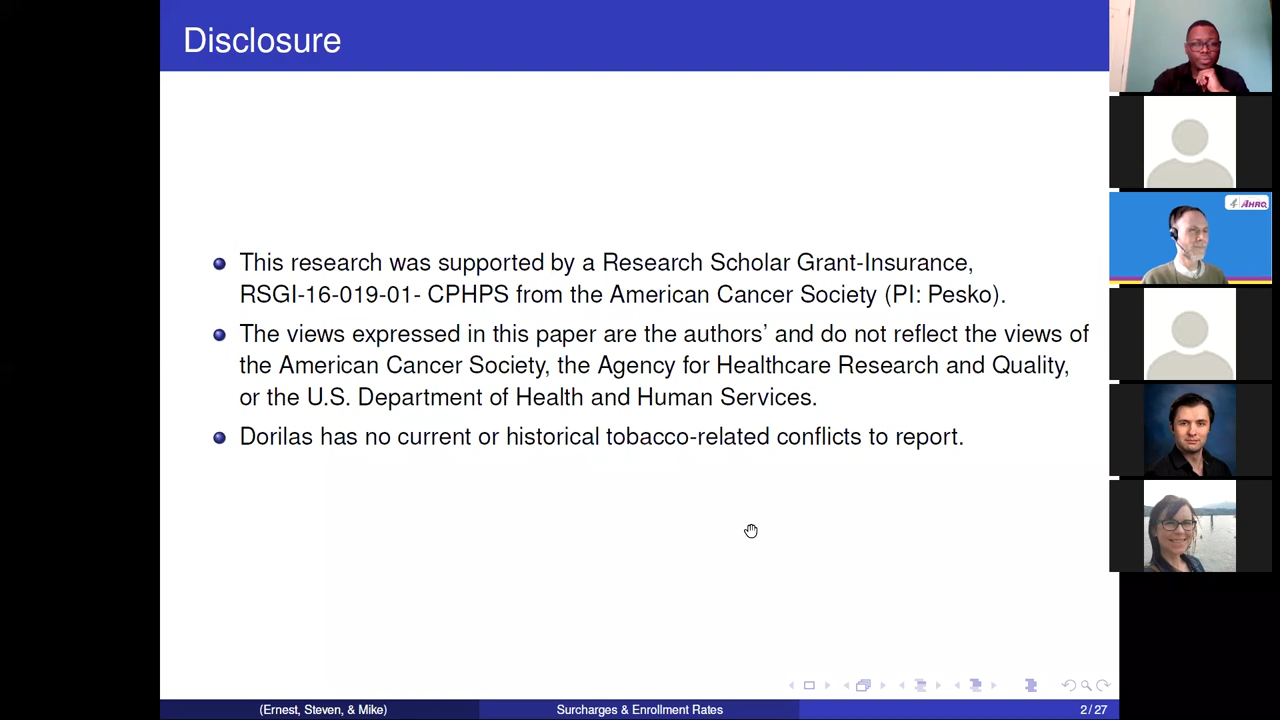 Disclosure
This research was supported by a Research Scholar Grant-Insurance,
RSGI-16-019-01- CPHPS from the American Cancer Society (PI: Pesko).
The views expressed in this paper are the authors’ and do not reflect the views of
the American Cancer Society, the Agency for Healthcare Research and Quality,
or the U.S. Department of Health and Human Services.
Dorilas has no current or historical tobacco-related conflicts to report.
(Ernest, Steven, & Mike)
Surcharges & Enrollment Rates
2 / 27
AHRQ